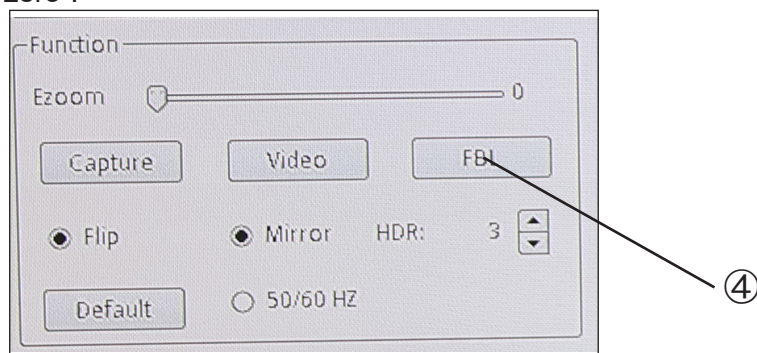 Function
Ezoom 0
Capture Video FBL
Flip Mirror HDR: 3
Default 50/60 HZ
④